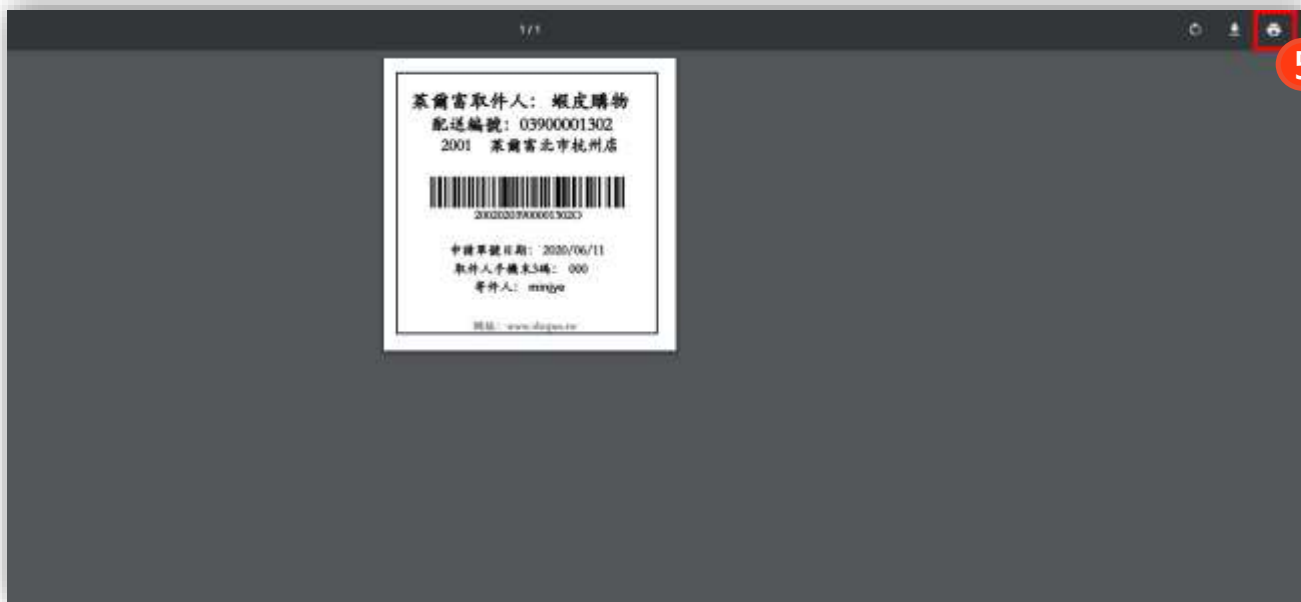 1/1
5
萊爾富取件人： 蝦皮購物
配送編號：03900001302
2001 萊爾富北市杭州店
申請單號日期：2020/06/11
取件人手機末3碼： 000
寄件人： minjye
網址：